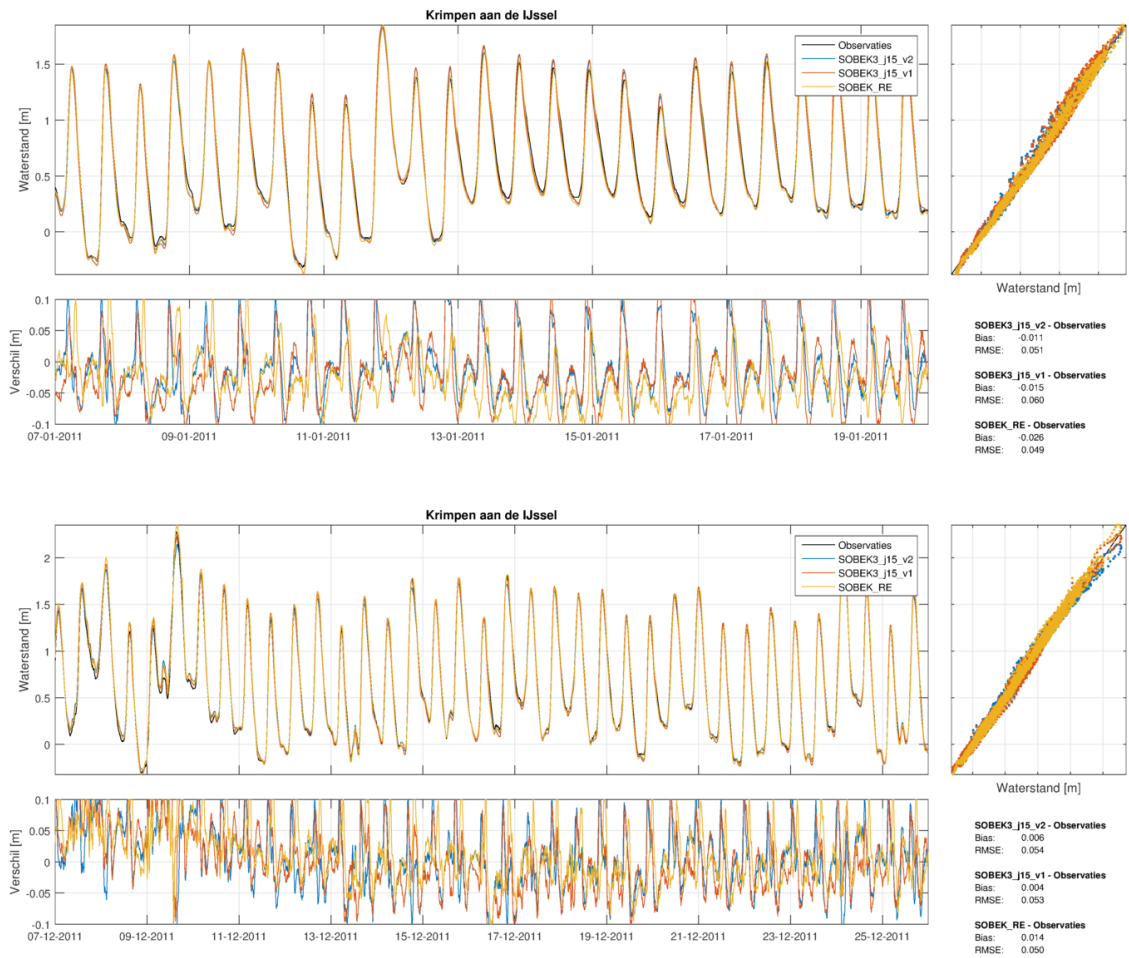 Krimpen aan de IJssel
Waterstand [m]
1.5
1
0.5
0
Observaties
SOBEK3_j15_v2
SOBEK3_j15_v1
SOBEK_RE
Waterstand [m]
Verschil [m]
0.1
0.05
0
-0.05
-0.1
07-01-2011
09-01-2011
11-01-2011
13-01-2011
15-01-2011
17-01-2011
19-01-2011
SOBEK3_j15_v2 - Observaties
Bias: -0.011
RMSE: 0.051
SOBEK3_j15_v1 - Observaties
Bias: -0.015
RMSE: 0.060
SOBEK_RE - Observaties
Bias: -0.026
RMSE: 0.049
Krimpen aan de IJssel
Waterstand [m]
2
1.5
1
0.5
0
Observaties
SOBEK3_j15_v2
SOBEK3_j15_v1
SOBEK_RE
Waterstand [m]
Verschil [m]
0.1
0.05
0
-0.05
-0.1
07-12-2011
09-12-2011
11-12-2011
13-12-2011
15-12-2011
17-12-2011
19-12-2011
21-12-2011
23-12-2011
25-12-2011
SOBEK3_j15_v2 - Observaties
Bias: 0.006
RMSE: 0.054
SOBEK3_j15_v1 - Observaties
Bias: 0.004
RMSE: 0.053
SOBEK_RE - Observaties
Bias: 0.014
RMSE: 0.050